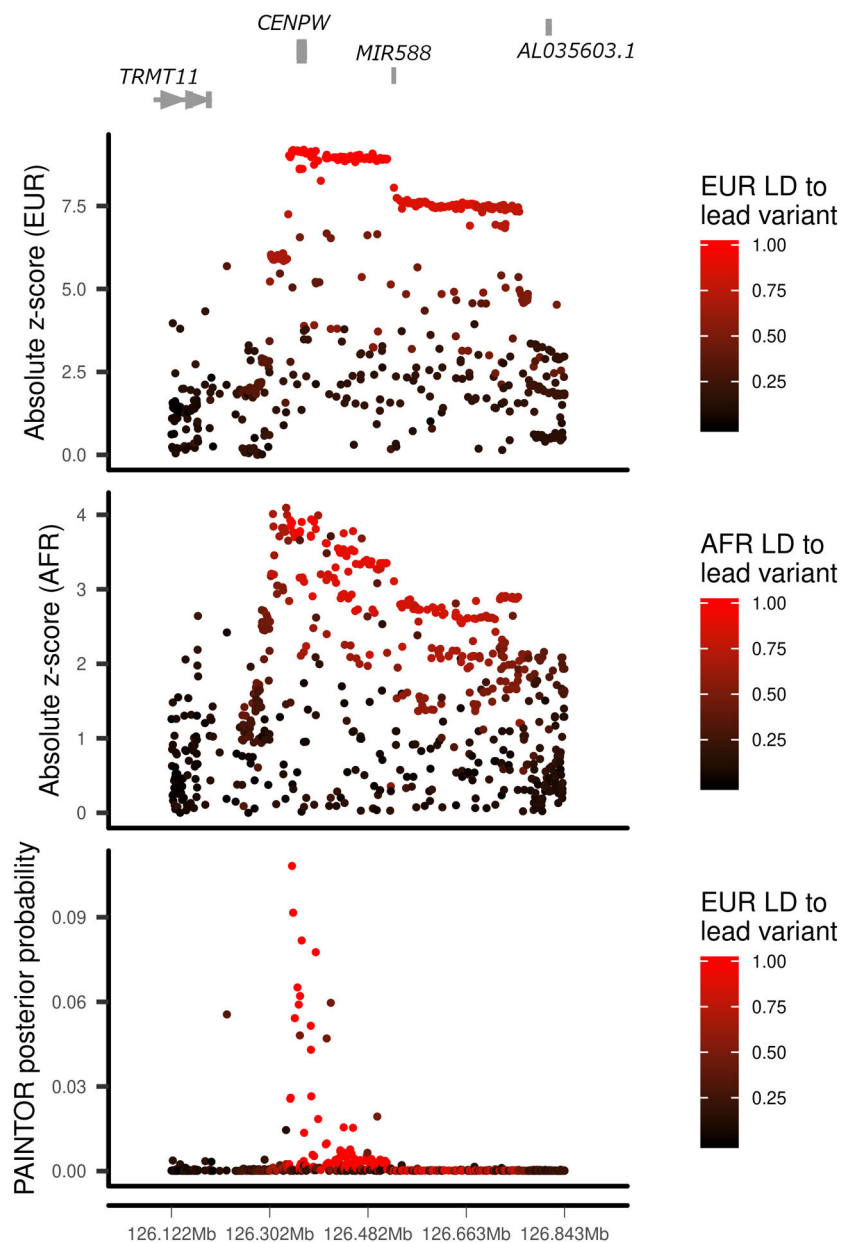 CENPW
MIR588
AL035603.1
TRMT11
Absolute z-score (EUR)
7.5
5.0
2.5
0.0
EUR LD to
lead variant
1.00
0.75
0.50
0.25
Absolute z-score (AFR)
4
3
2
1
0
AFR LD to
lead variant
1.00
0.75
0.50
0.25
PAINTOR posterior probability
0.09
0.06
0.03
0.00
EUR LD to
lead variant
1.00
0.75
0.50
0.25
126.122Mb 126.302Mb 126.482Mb 126.663Mb 126.843Mb